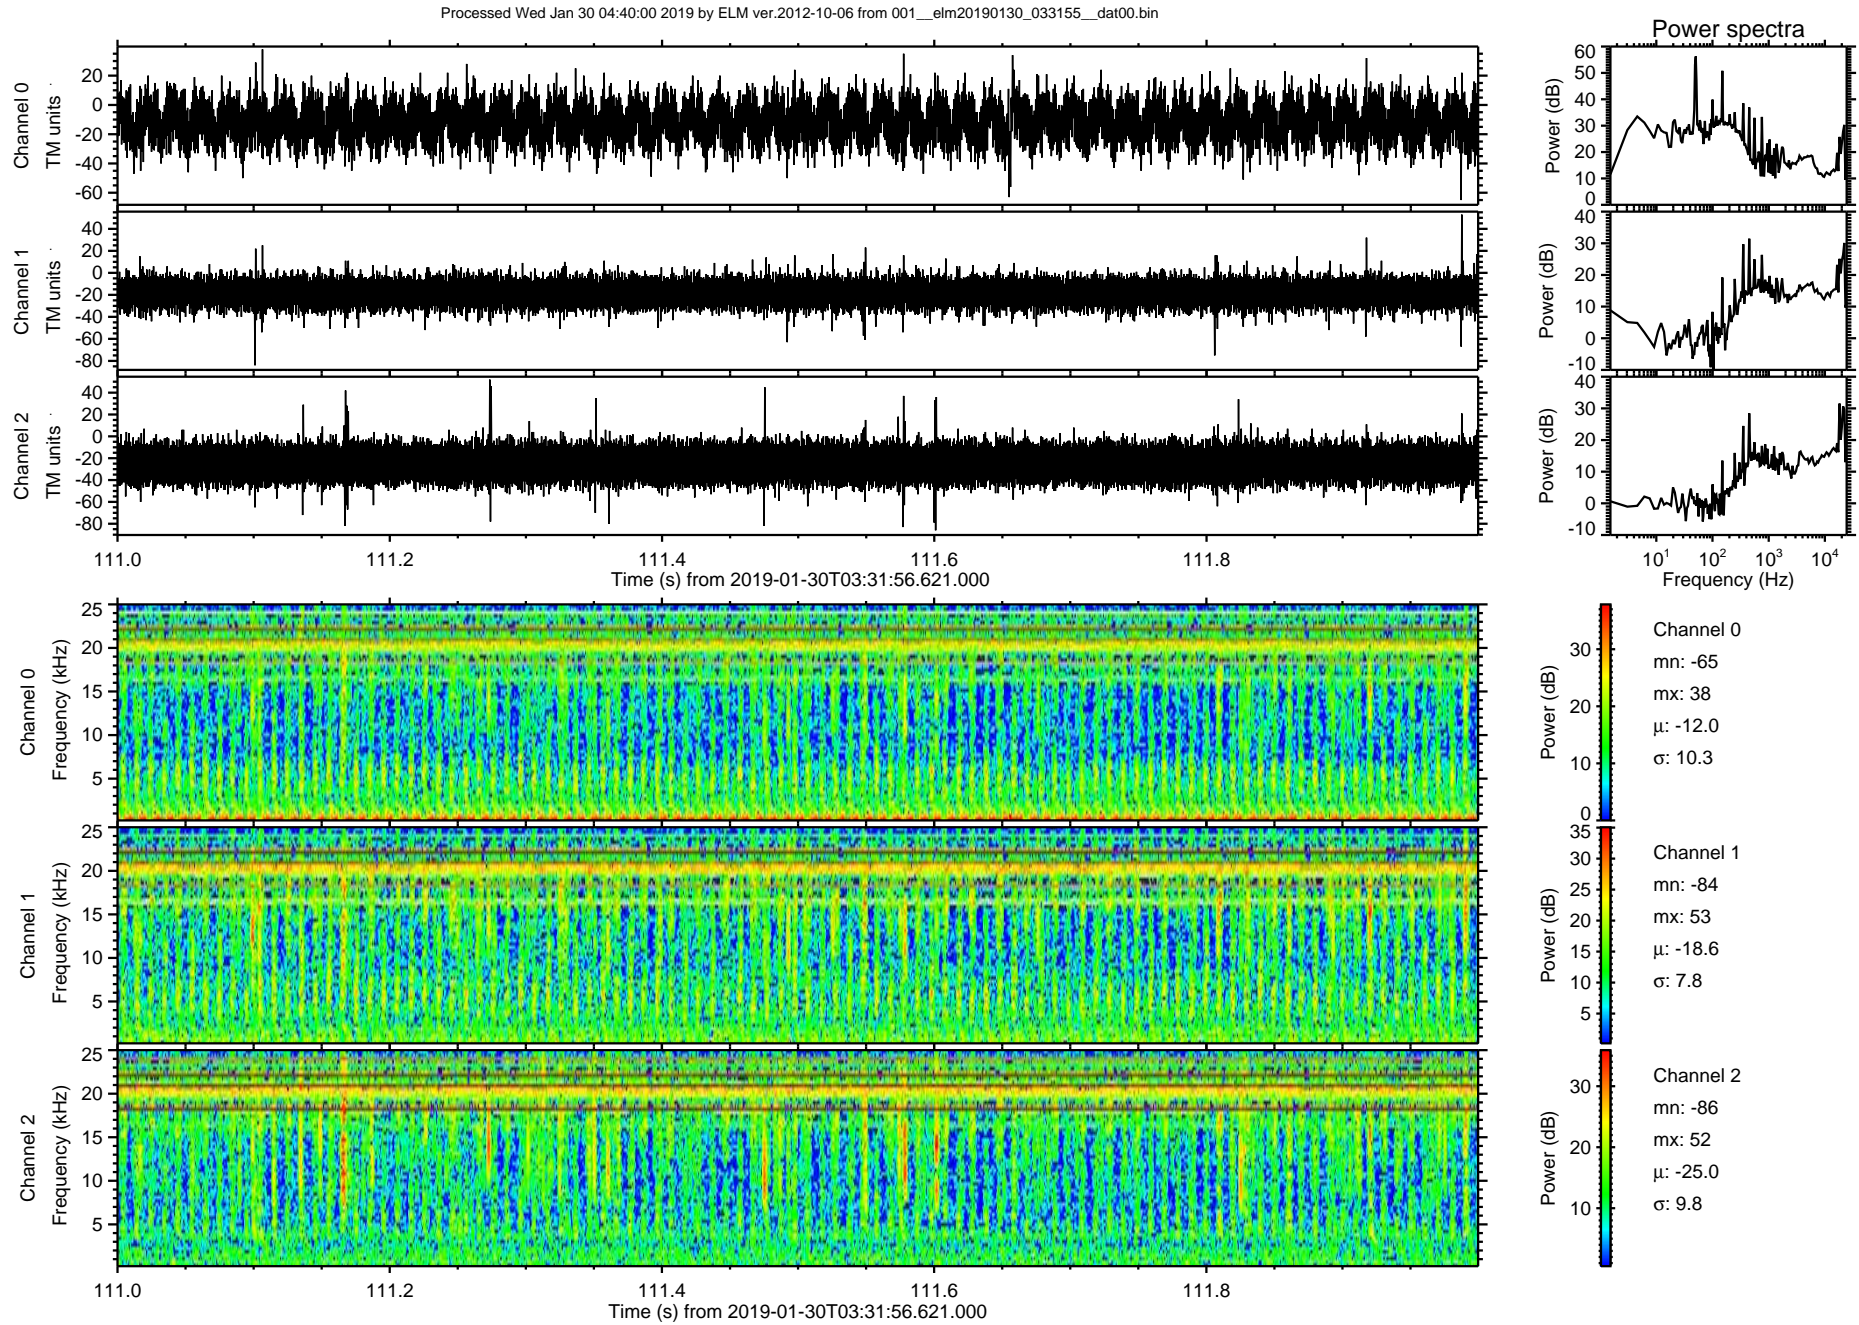 Processed Wed Jan 30 04:40:00 2019 by ELM ver.2012-10-06 from 001__elm20190130_033155__dat00.bin
Power spectra
Channel 0
TM units
20
0
-20
-40
-60
Power (dB)
60
50
40
30
20
10
0
Channel 1
TM units
40
20
0
-20
-40
-60
-80
Power (dB)
40
30
20
10
0
-10
Channel 2
TM units
40
20
0
-20
-40
-60
-80
Power (dB)
40
30
20
10
0
-10
111.0 111.2 111.4 111.6 111.8
Time (s) from 2019-01-30T03:31:56.621.000
10^1 10^2 10^3 10^4
Frequency (Hz)
Channel 0
Frequency (kHz)
25
20
15
10
5
Power (dB)
30
20
10
0
Channel 0
mn: -65
mx: 38
μ: -12.0
σ: 10.3
Channel 1
Frequency (kHz)
25
20
15
10
5
Power (dB)
35
30
25
20
15
10
5
Channel 1
mn: -84
mx: 53
μ: -18.6
σ: 7.8
Channel 2
Frequency (kHz)
25
20
15
10
5
Power (dB)
30
20
10
Channel 2
mn: -86
mx: 52
μ: -25.0
σ: 9.8
111.0 111.2 111.4 111.6 111.8
Time (s) from 2019-01-30T03:31:56.621.000